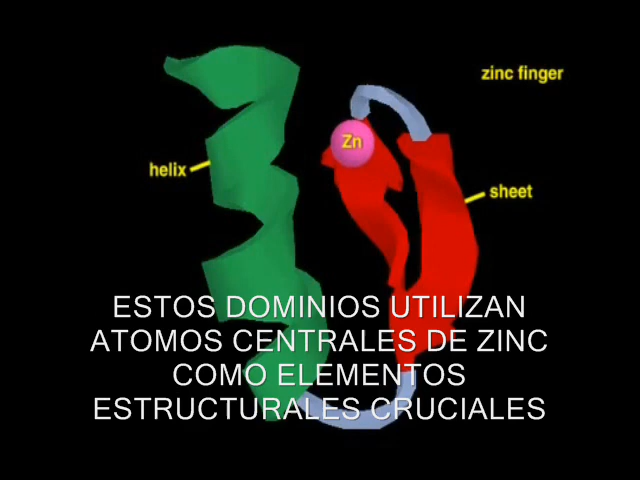 zinc finger
Zn
helix
sheet
ESTOS DOMINIOS UTILIZAN
ATOMOS CENTRALES DE ZINC
COMO ELEMENTOS
ESTRUCTURALES CRUCIALES